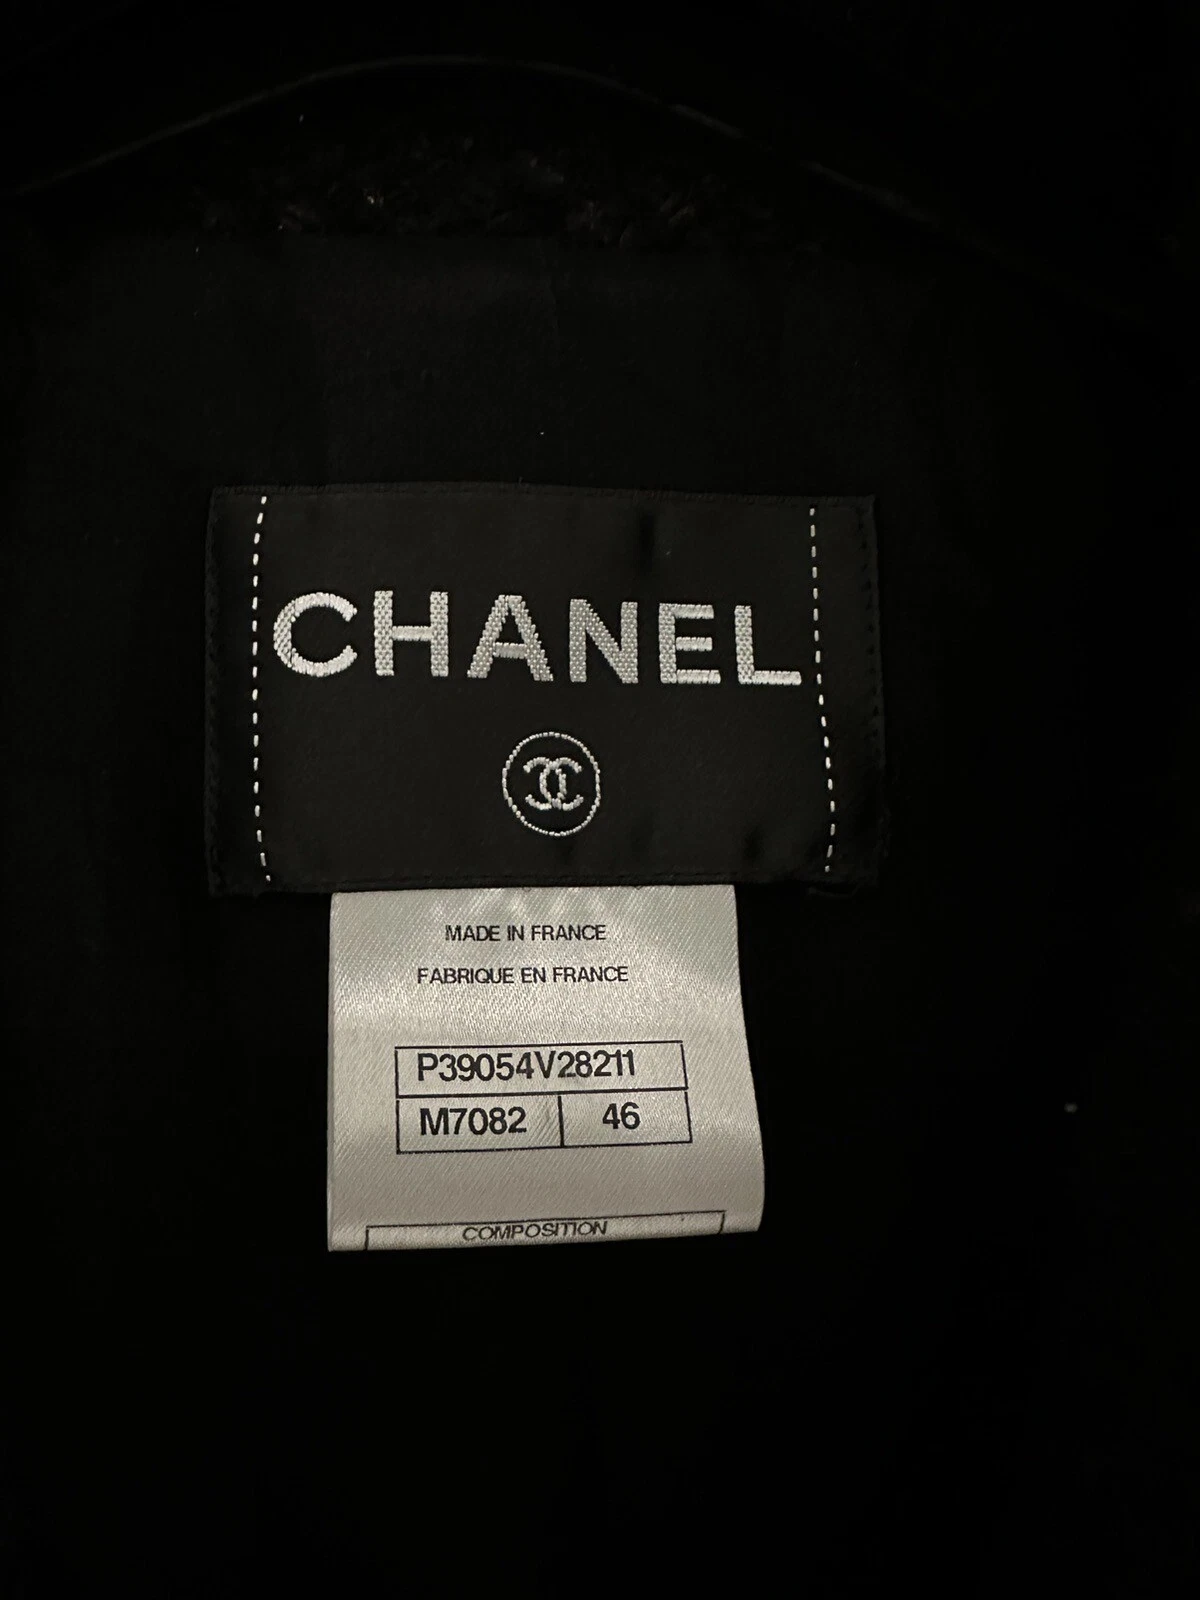 CHANEL
MADE IN FRANCE
FABRIQUE EN FRANCE
P39054V28211
M7082 46
COMPOSITION